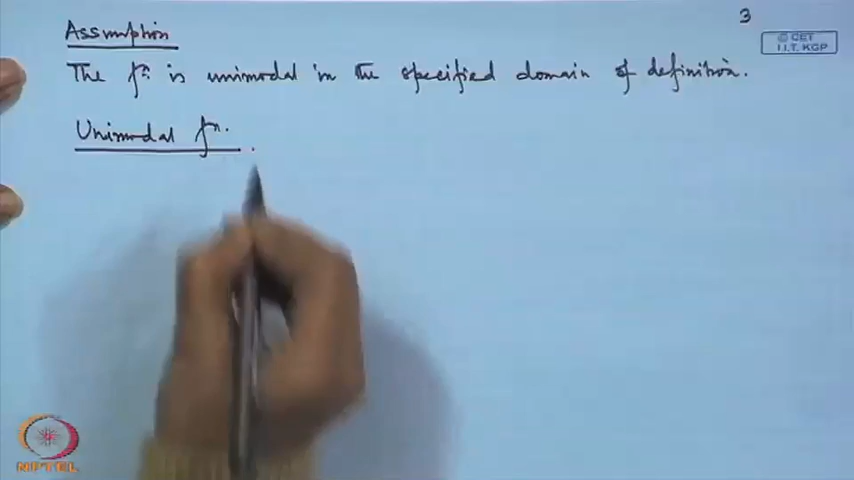 3
© CET
I.I.T. KGP
Assumption
The fn. is unimodal in the specified domain of definition.
Unimodal fn.
NPTEL